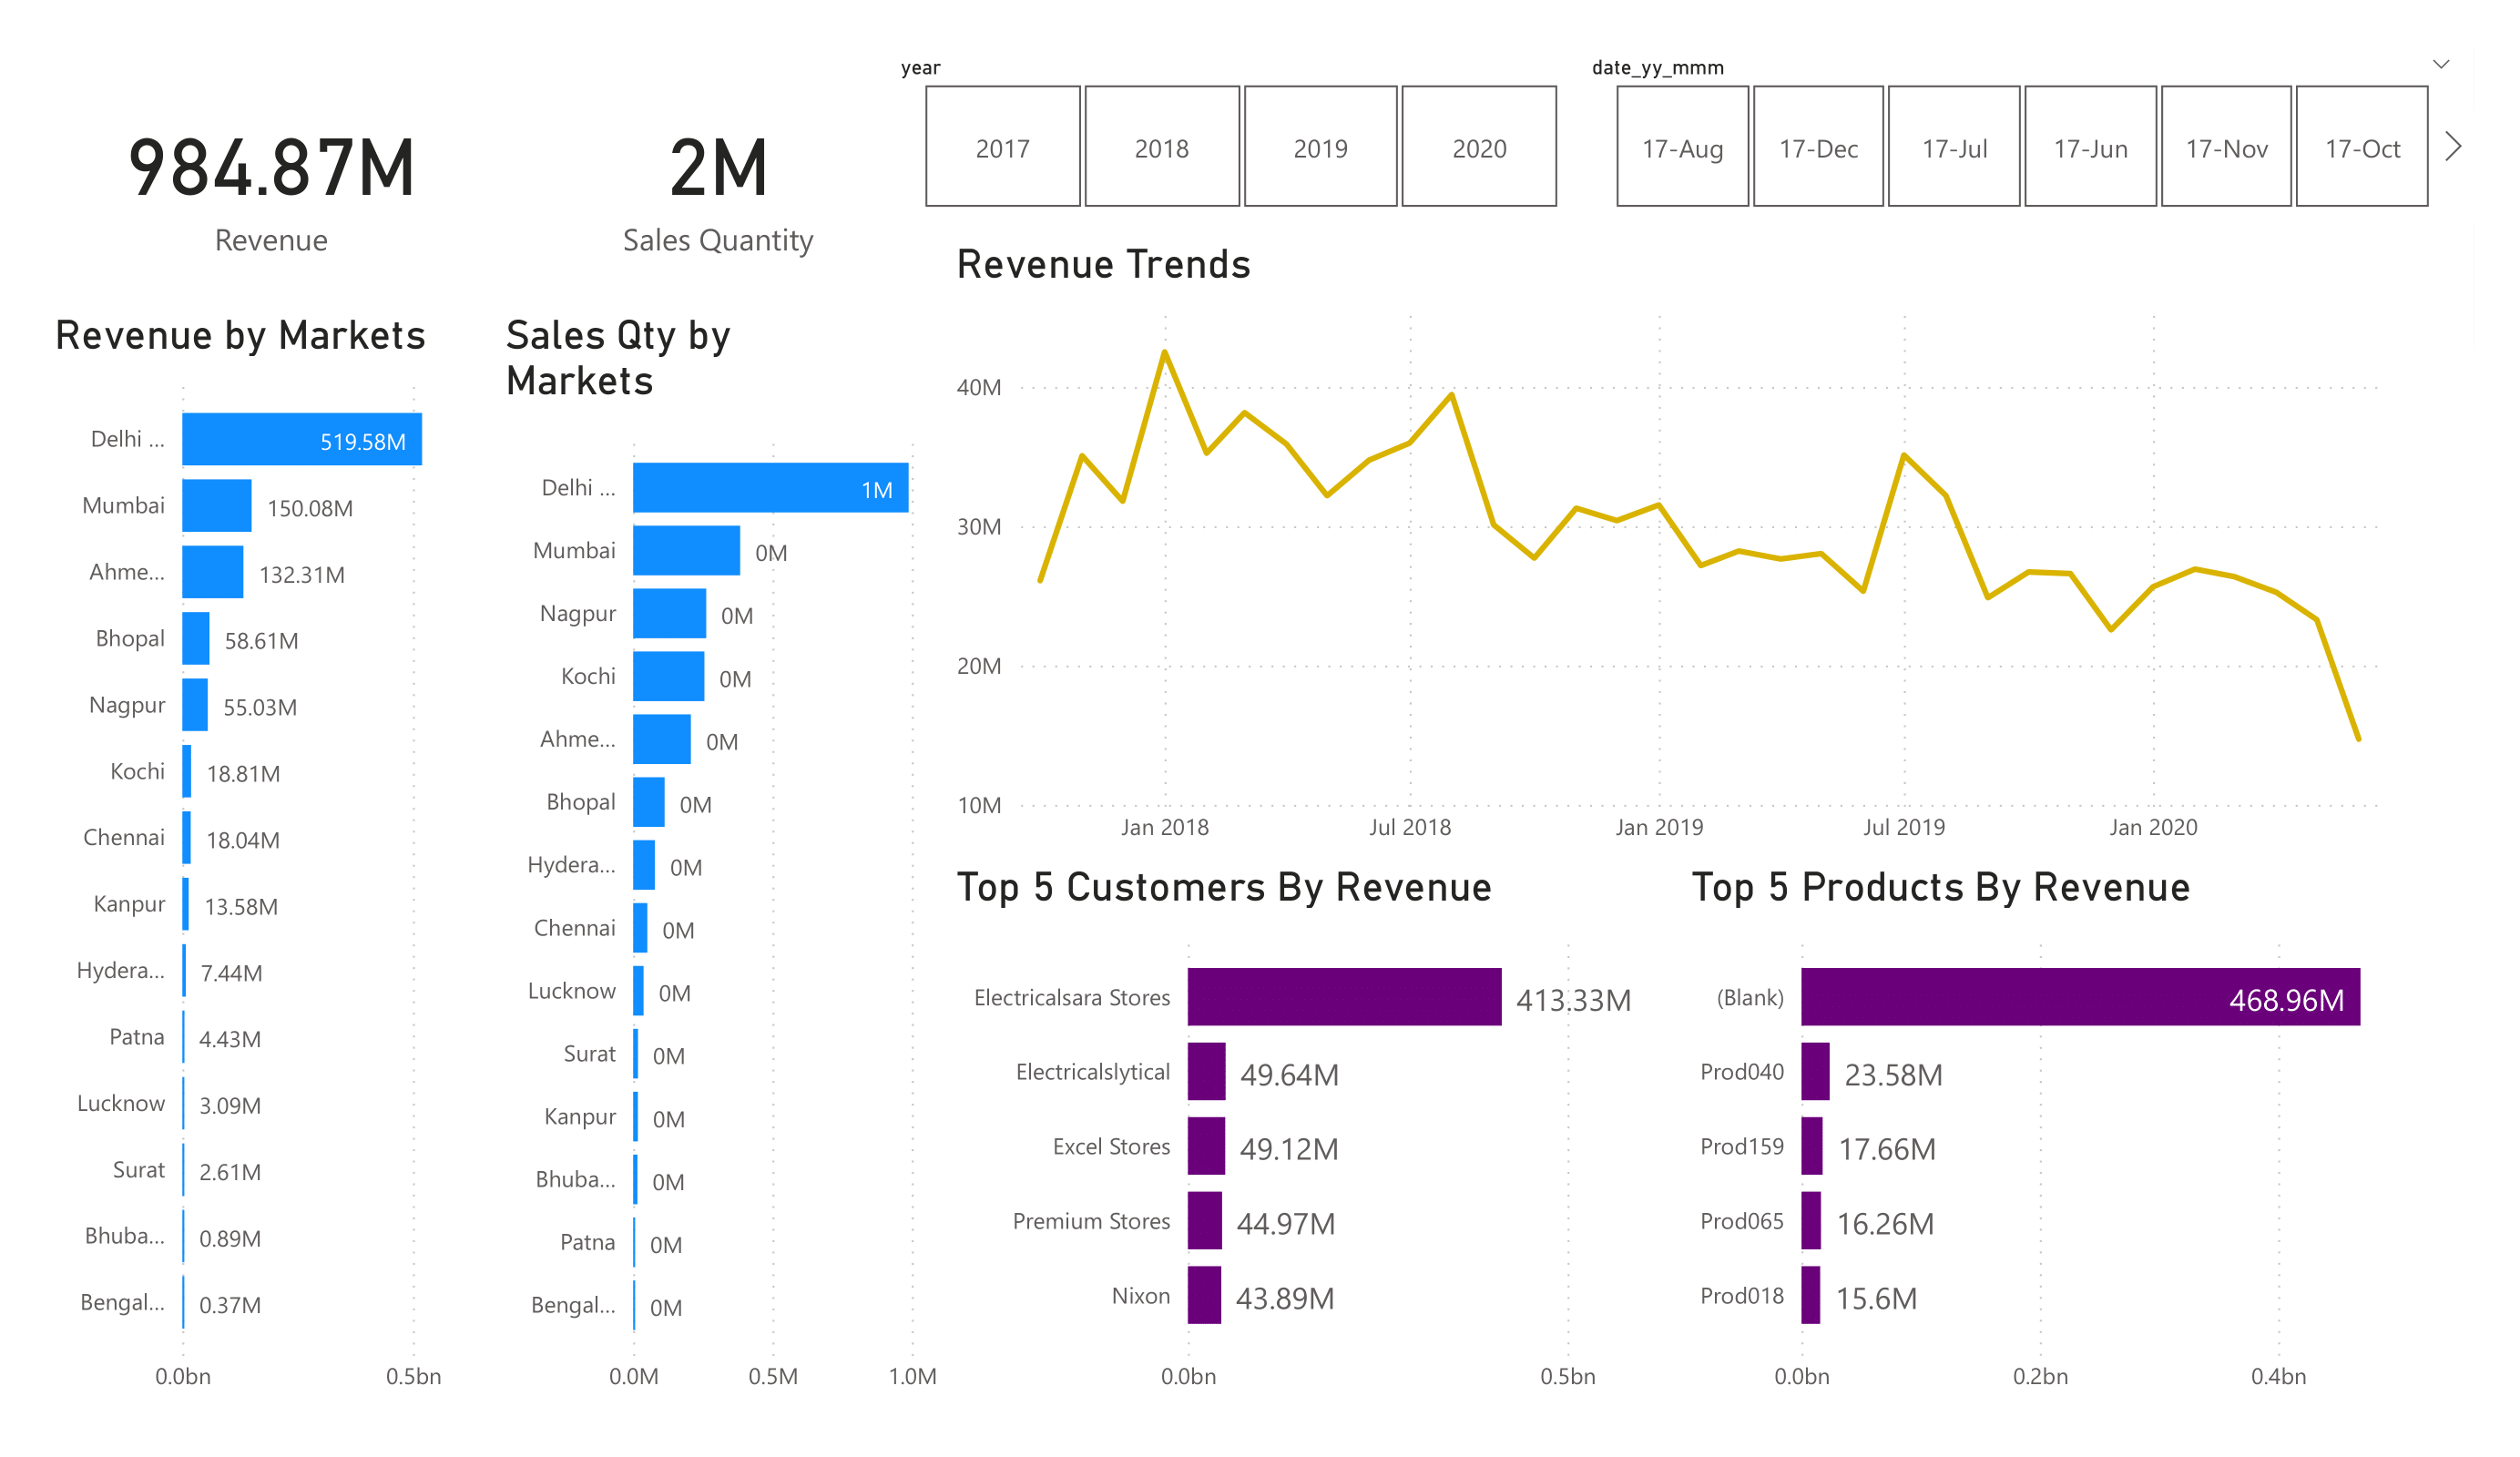 year
2017
2018
2019
2020
date_yy_mmm
17-Aug
17-Dec
17-Jul
17-Jun
17-Nov
17-Oct
984.87M
Revenue
2M
Sales Quantity
Revenue by Markets
Delhi ...
519.58M
Mumbai
150.08M
Ahme...
132.31M
Bhopal
58.61M
Nagpur
55.03M
Kochi
18.81M
Chennai
18.04M
Kanpur
13.58M
Hydera...
7.44M
Patna
4.43M
Lucknow
3.09M
Surat
2.61M
Bhuba...
0.89M
Bengal...
0.37M
0.0bn
0.5bn
Sales Qty by
Markets
Delhi ...
1M
Mumbai
0M
Nagpur
0M
Kochi
0M
Ahme...
0M
Bhopal
0M
Hydera...
0M
Chennai
0M
Lucknow
0M
Surat
0M
Kanpur
0M
Bhuba...
0M
Patna
0M
Bengal...
0M
0.0M
0.5M
1.0M
Revenue Trends
40M
30M
20M
10M
Jan 2018
Jul 2018
Jan 2019
Jul 2019
Jan 2020
Top 5 Customers By Revenue
Electricalsara Stores
413.33M
Electricalslytical
49.64M
Excel Stores
49.12M
Premium Stores
44.97M
Nixon
43.89M
0.0bn
0.5bn
Top 5 Products By Revenue
(Blank)
468.96M
Prod040
23.58M
Prod159
17.66M
Prod065
16.26M
Prod018
15.6M
0.0bn
0.2bn
0.4bn